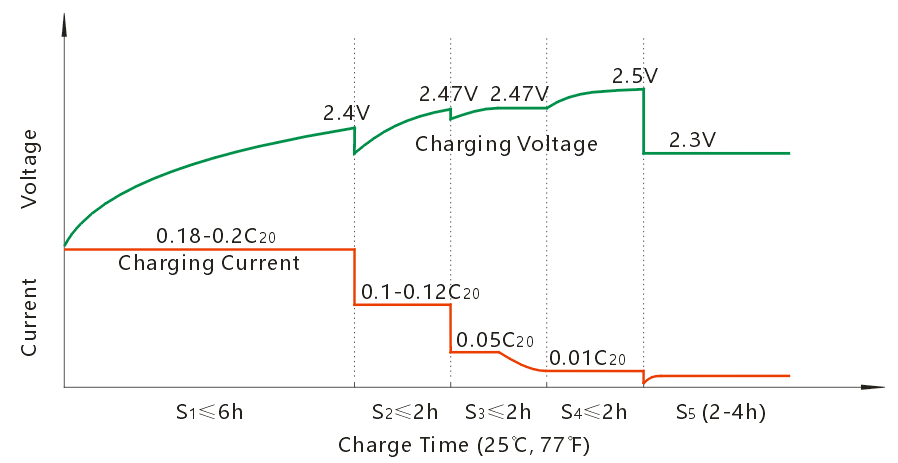 2.5V
2.47V 2.47V
2.4V
2.3V
Charging Voltage
Voltage
0.18-0.2C20
Charging Current
0.1-0.12C20
Current
0.05C20
0.01C20
S1≤6h S2≤2h S3≤2h S4≤2h S5 (2-4h)
Charge Time (25℃, 77℉)